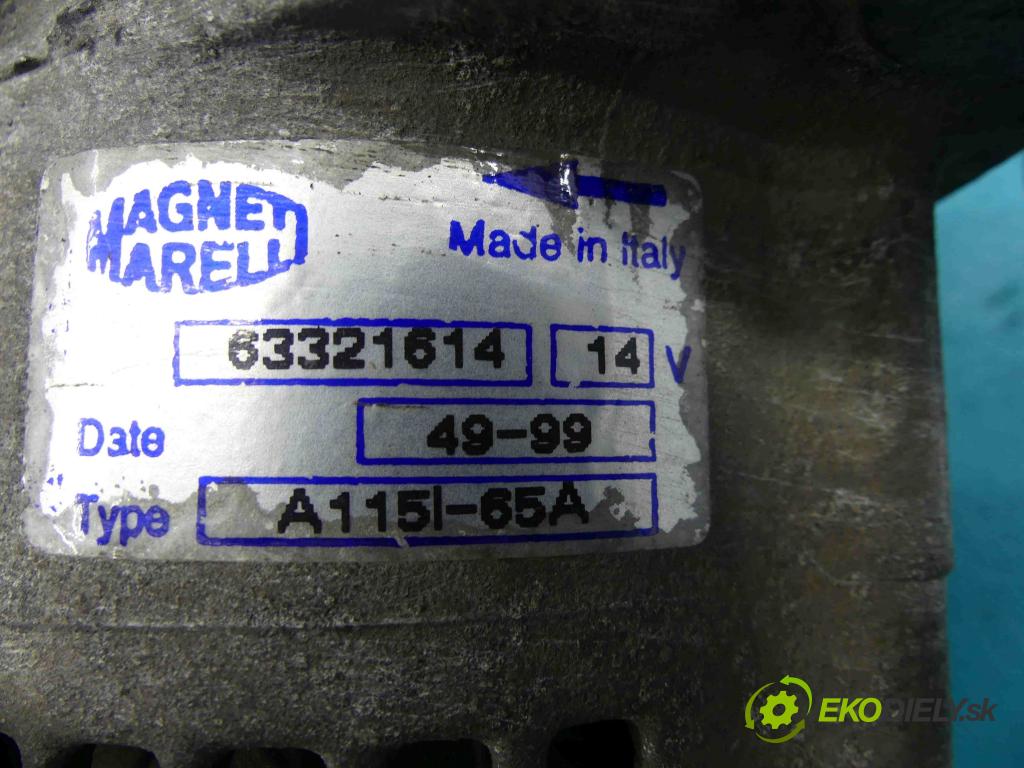 MAGNETI
MARELLI
Made in Italy
63321614 14 V
Date 49-99
Type A115I-65A
EKODIELY.sk